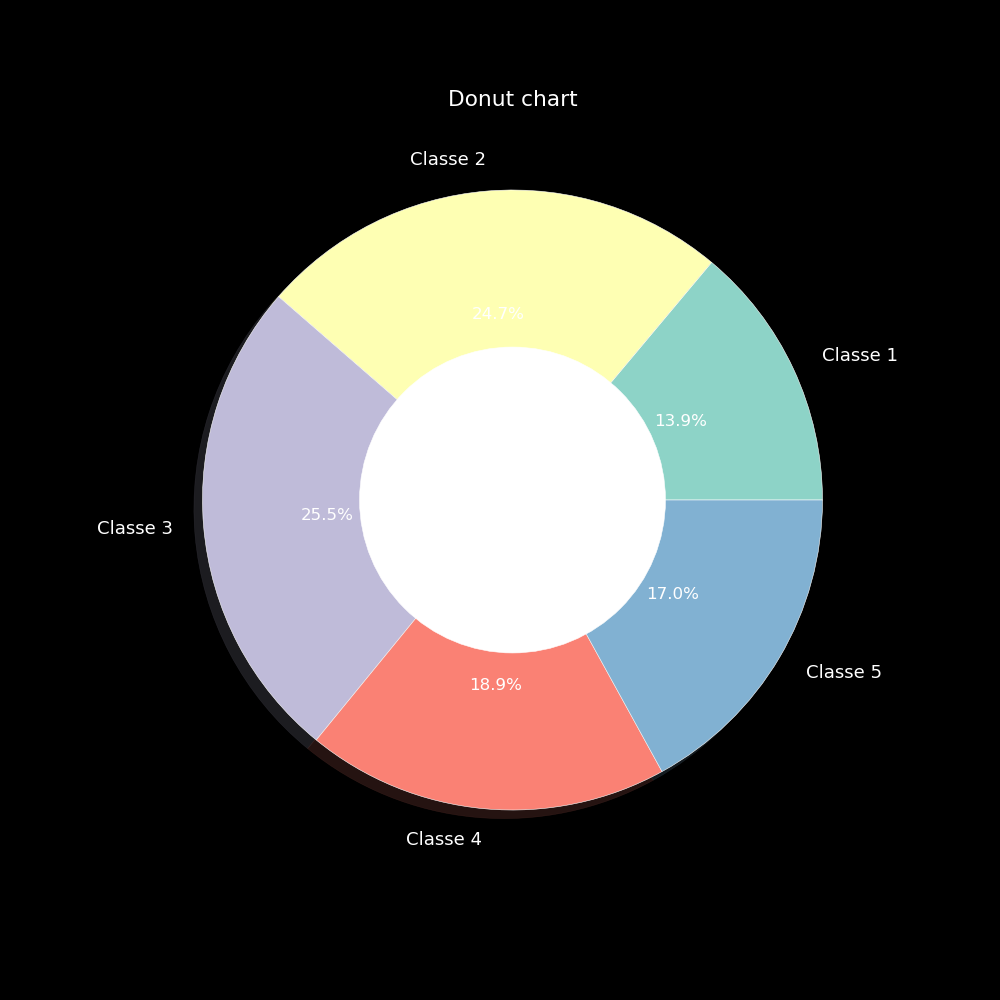 Donut chart
Classe 2
24.7%
Classe 1
13.9%
Classe 3
25.5%
17.0%
Classe 5
18.9%
Classe 4